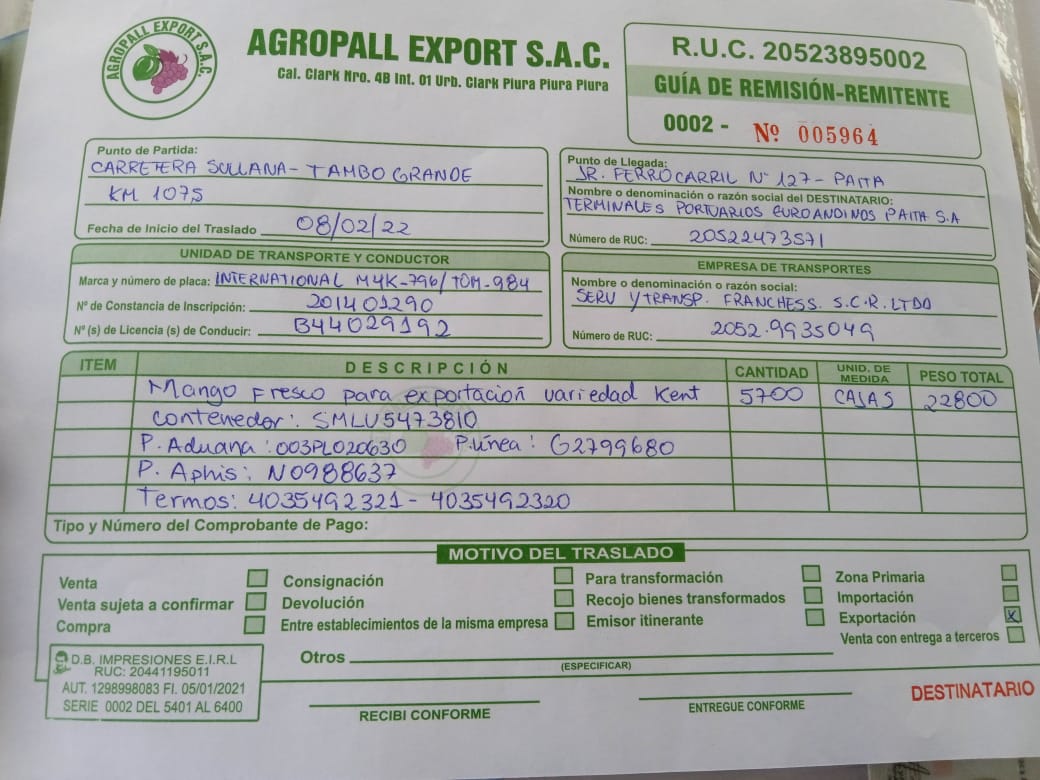 AGROPALL EXPORT S.A.C.
AGROPALL EXPORT S.A.C.
Cal. Clark Nro. 4B Int. 01 Urb. Clark Piura Piura Piura
R.U.C. 20523895002
GUÍA DE REMISIÓN-REMITENTE
0002 - Nº 005964
Punto de Partida:
CARRETERA SULLANA - TAMBO GRANDE
KM 1075
Fecha de Inicio del Traslado 08/02/22
Punto de Llegada:
JR. FERROCARRIL N° 127 - PAITA
Nombre o denominación o razón social del DESTINATARIO:
TERMINALES PORTUARIOS EUROANDINOS PAITA S.A
Número de RUC: 20522473571
UNIDAD DE TRANSPORTE Y CONDUCTOR
Marca y número de placa: INTERNATIONAL M4K-796/TOM-984
Nº de Constancia de Inscripción: 201401290
Nº (s) de Licencia (s) de Conducir: B44029192
EMPRESA DE TRANSPORTES
Nombre o denominación o razón social:
SERV Y TRANSP. FRANCHESS. S.C.R. LTDO
Número de RUC: 2052.9935049
ITEM DESCRIPCIÓN CANTIDAD UNID. DE MEDIDA PESO TOTAL
Mango Fresco para exportación variedad Kent 5700 CAJAS 22800
contenedor: SMLU5473810
P. Aduana: 003PL020630 P.Línea: G2799680
P. Aphis: N0988637
Termos: 4035492321 - 4035492320
Tipo y Número del Comprobante de Pago:
MOTIVO DEL TRASLADO
Venta
Venta sujeta a confirmar
Compra
Consignación
Devolución
Entre establecimientos de la misma empresa
Para transformación
Recojo bienes transformados
Emisor itinerante
Zona Primaria
Importación
Exportación X
Venta con entrega a terceros
Otros
(ESPECIFICAR)
D.B. IMPRESIONES E.I.R.L
RUC: 20441195011
AUT. 1298998083 FI. 05/01/2021
SERIE 0002 DEL 5401 AL 6400
RECIBI CONFORME
ENTREGUE CONFORME
DESTINATARIO